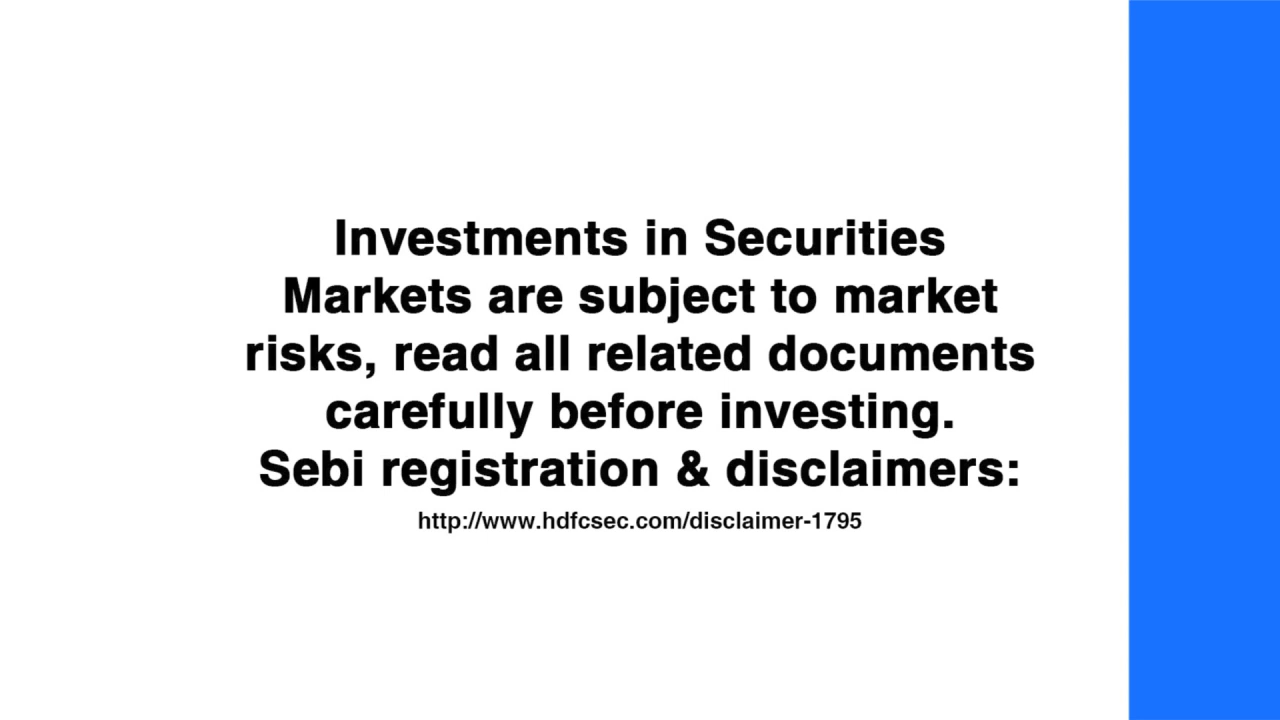 Investments in Securities
Markets are subject to market
risks, read all related documents
carefully before investing.
Sebi registration & disclaimers:
http://www.hdfcsec.com/disclaimer-1795